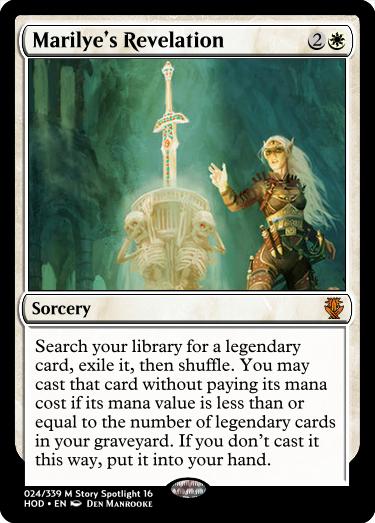 Marilye's Revelation 2
Sorcery
Search your library for a legendary
card, exile it, then shuffle. You may
cast that card without paying its mana
cost if its mana value is less than or
equal to the number of legendary cards
in your graveyard. If you don't cast it
this way, put it into your hand.
024/339 M Story Spotlight 16
HOD • EN Den Manrooke